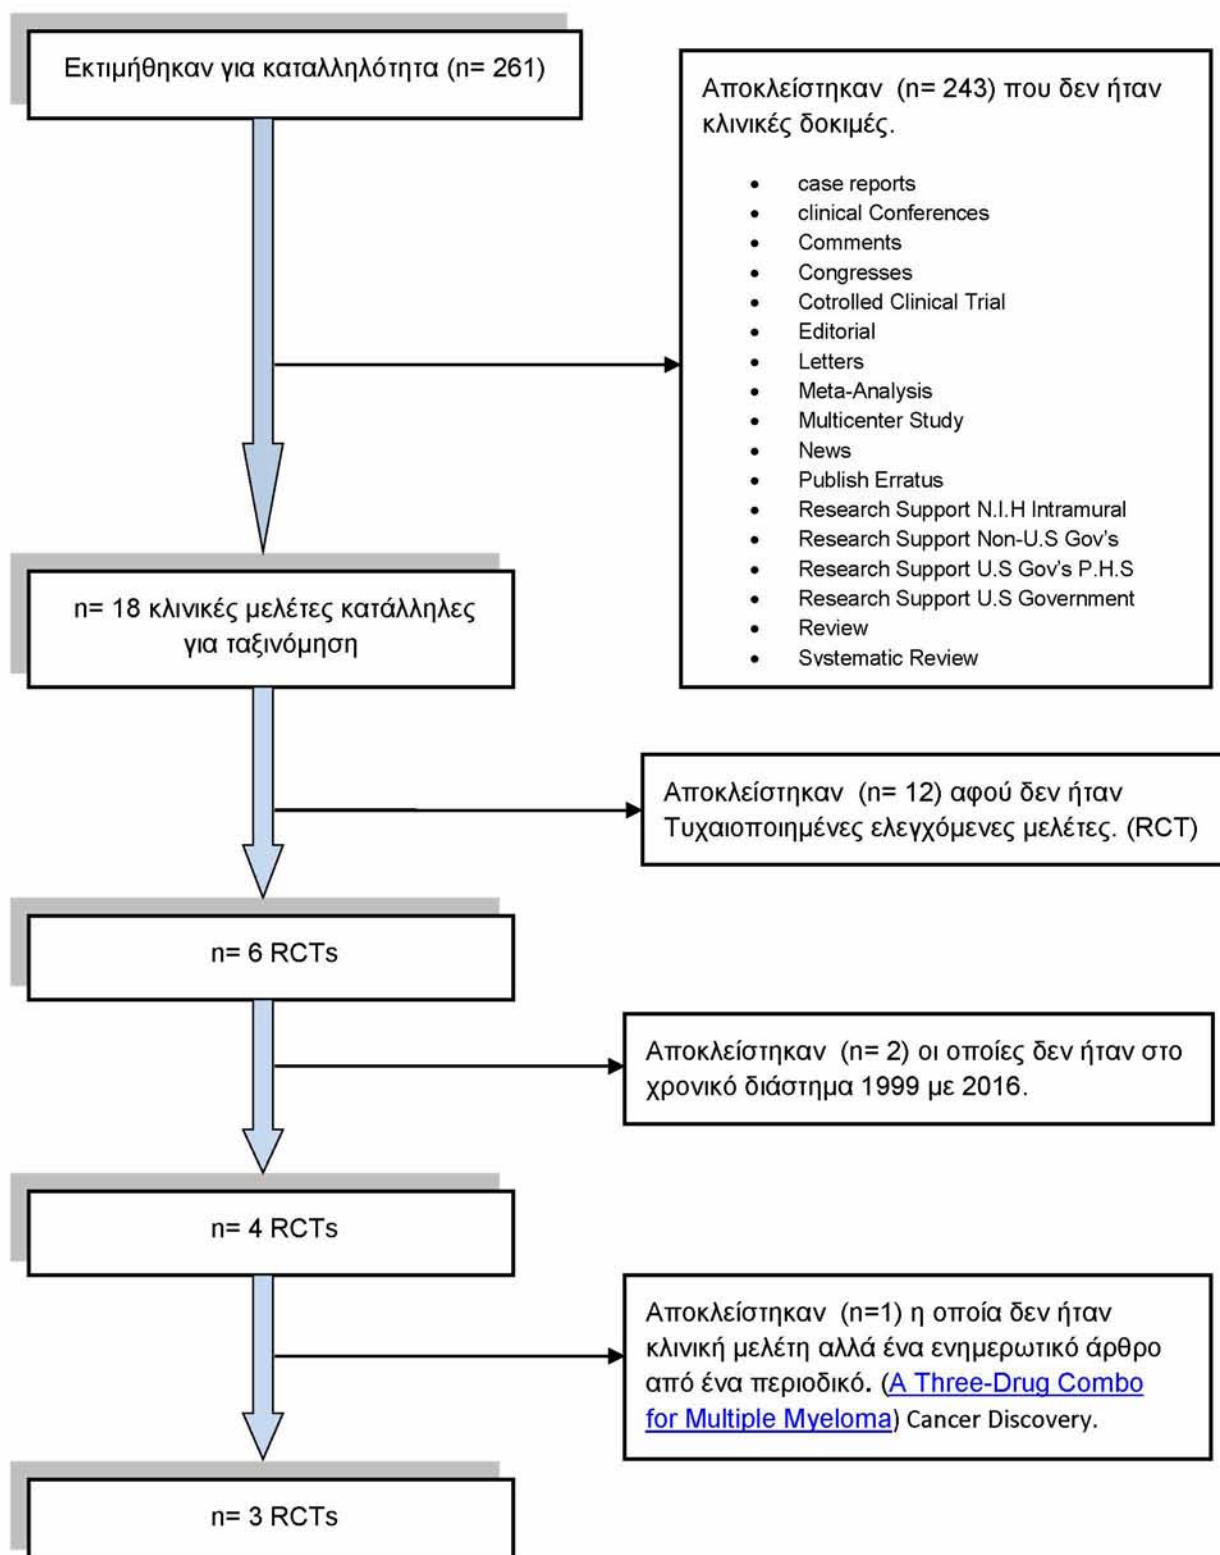 Εκτιμήθηκαν για καταλληλότητα (n= 261)
Αποκλείστηκαν (n= 243) που δεν ήταν
κλινικές δοκιμές.
• case reports
• clinical Conferences
• Comments
• Congresses
• Cotrolled Clinical Trial
• Editorial
• Letters
• Meta-Analysis
• Multicenter Study
• News
• Publish Erratus
• Research Support N.I.H Intramural
• Research Support Non-U.S Gov's
• Research Support U.S Gov's P.H.S
• Research Support U.S Government
• Review
• Systematic Review
n= 18 κλινικές μελέτες κατάλληλες
για ταξινόμηση
Αποκλείστηκαν (n= 12) αφού δεν ήταν
Τυχαιοποιημένες ελεγχόμενες μελέτες. (RCT)
n= 6 RCTs
Αποκλείστηκαν (n= 2) οι οποίες δεν ήταν στο
χρονικό διάστημα 1999 με 2016.
n= 4 RCTs
Αποκλείστηκαν (n=1) η οποία δεν ήταν
κλινική μελέτη αλλά ένα ενημερωτικό άρθρο
από ένα περιοδικό. (A Three-Drug Combo
for Multiple Myeloma) Cancer Discovery.
n= 3 RCTs